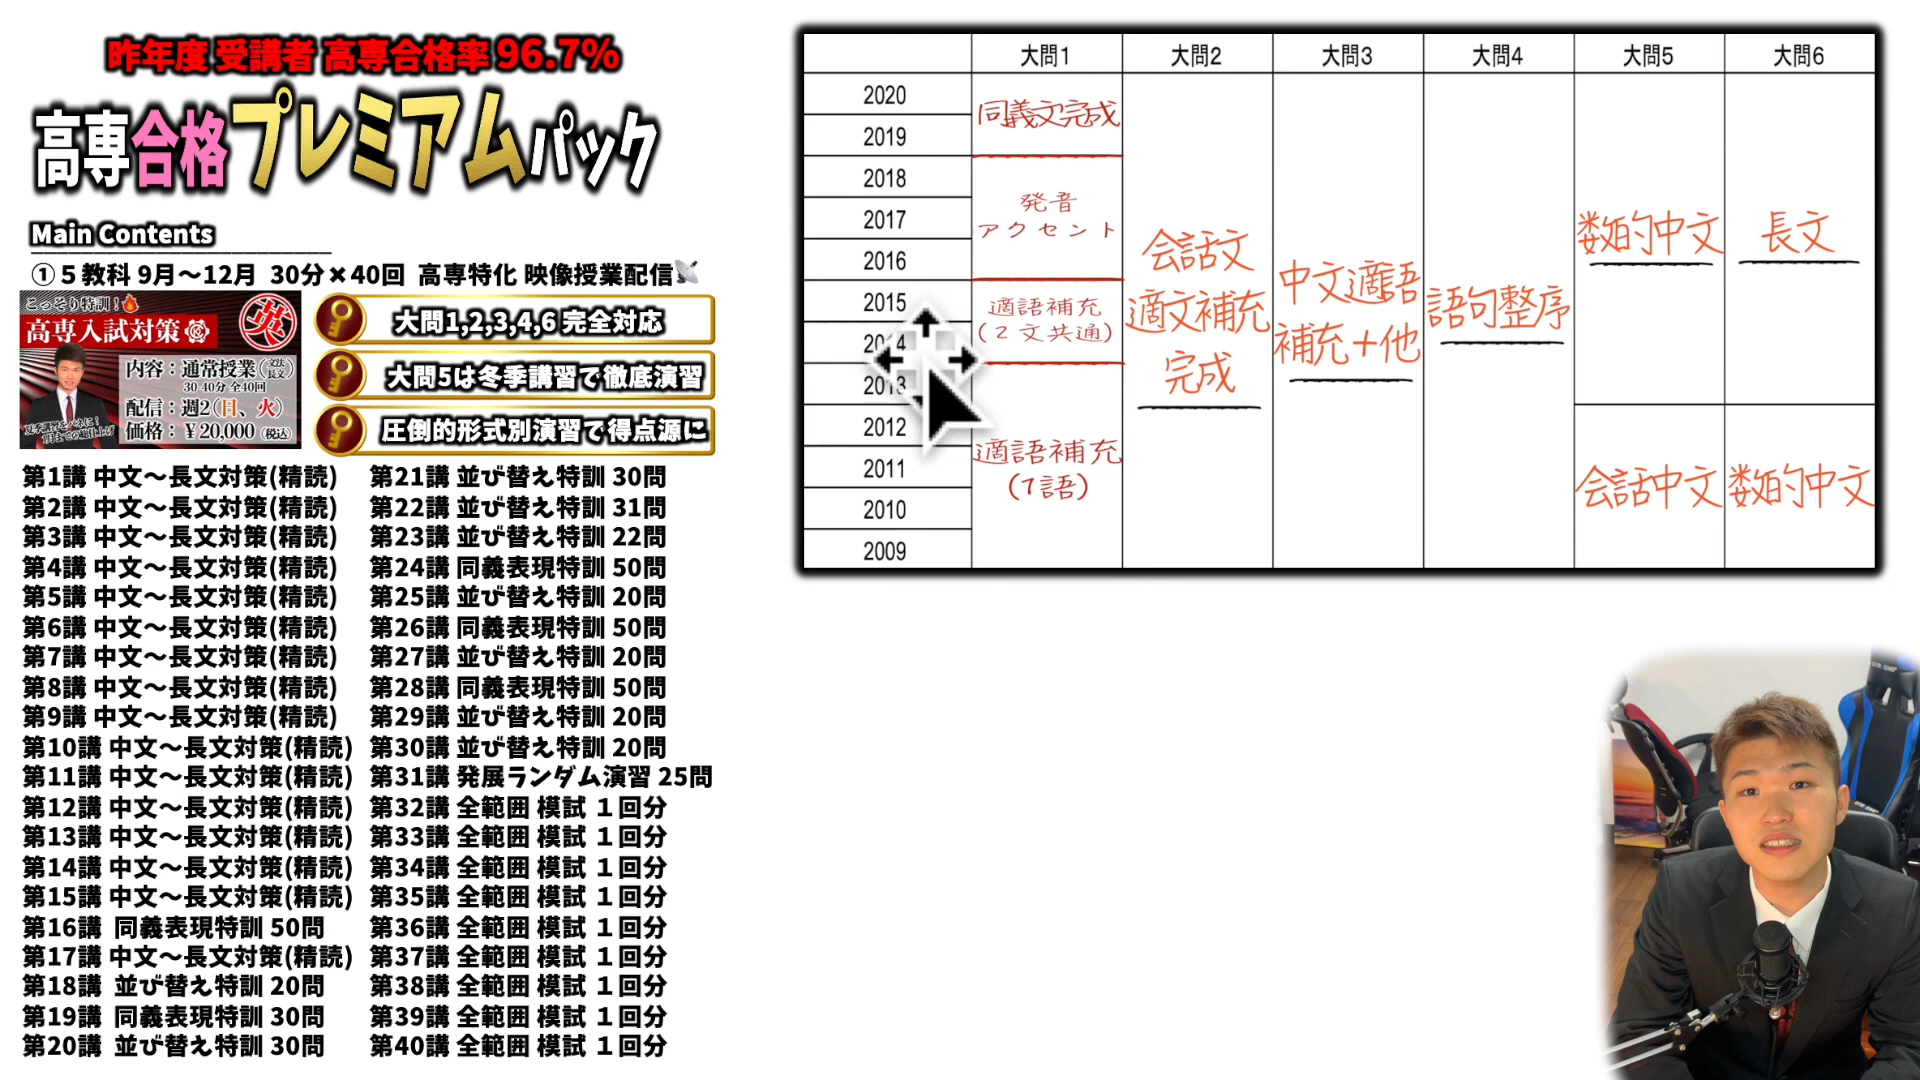 昨年度 受講者 高専合格率 96.7%
高専合格プレミアムパック
Main Contents
①５教科 9月～12月 30分✖40回 高専特化 映像授業配信📡
こっそり特訓！🔥
高専入試対策
英
内容：通常授業（文法 長文）
30-40分 全40回
配信：週2（日、火）
価格：￥20,000（税込）
大問1,2,3,4,6 完全対応
大問5は冬季講習で徹底演習
圧倒的形式別演習で得点源に
第1講 中文～長文対策(精読)
第2講 中文～長文対策(精読)
第3講 中文～長文対策(精読)
第4講 中文～長文対策(精読)
第5講 中文～長文対策(精読)
第6講 中文～長文対策(精読)
第7講 中文～長文対策(精読)
第8講 中文～長文対策(精読)
第9講 中文～長文対策(精読)
第10講 中文～長文対策(精読)
第11講 中文～長文対策(精読)
第12講 中文～長文対策(精読)
第13講 中文～長文対策(精読)
第14講 中文～長文対策(精読)
第15講 中文～長文対策(精読)
第16講 同義表現特訓 50問
第17講 中文～長文対策(精読)
第18講 並び替え特訓 20問
第19講 同義表現特訓 30問
第20講 並び替え特訓 30問
第21講 並び替え特訓 30問
第22講 並び替え特訓 31問
第23講 並び替え特訓 22問
第24講 同義表現特訓 50問
第25講 並び替え特訓 20問
第26講 同義表現特訓 50問
第27講 並び替え特訓 20問
第28講 同義表現特訓 50問
第29講 並び替え特訓 20問
第30講 並び替え特訓 20問
第31講 発展ランダム演習 25問
第32講 全範囲 模試 １回分
第33講 全範囲 模試 １回分
第34講 全範囲 模試 １回分
第35講 全範囲 模試 １回分
第36講 全範囲 模試 １回分
第37講 全範囲 模試 １回分
第38講 全範囲 模試 １回分
第39講 全範囲 模試 １回分
第40講 全範囲 模試 １回分
大問1 大問2 大問3 大問4 大問5 大問6
2020
2019
2018
2017
2016
2015
2014
2013
2012
2011
2010
2009
同義文完成
発音
アクセント
適語補充
(２文共通)
適語補充
(1語)
会話文
適文補充
完成
中文適語
補充＋他
語句整序
数的中文
会話中文
長文
数的中文